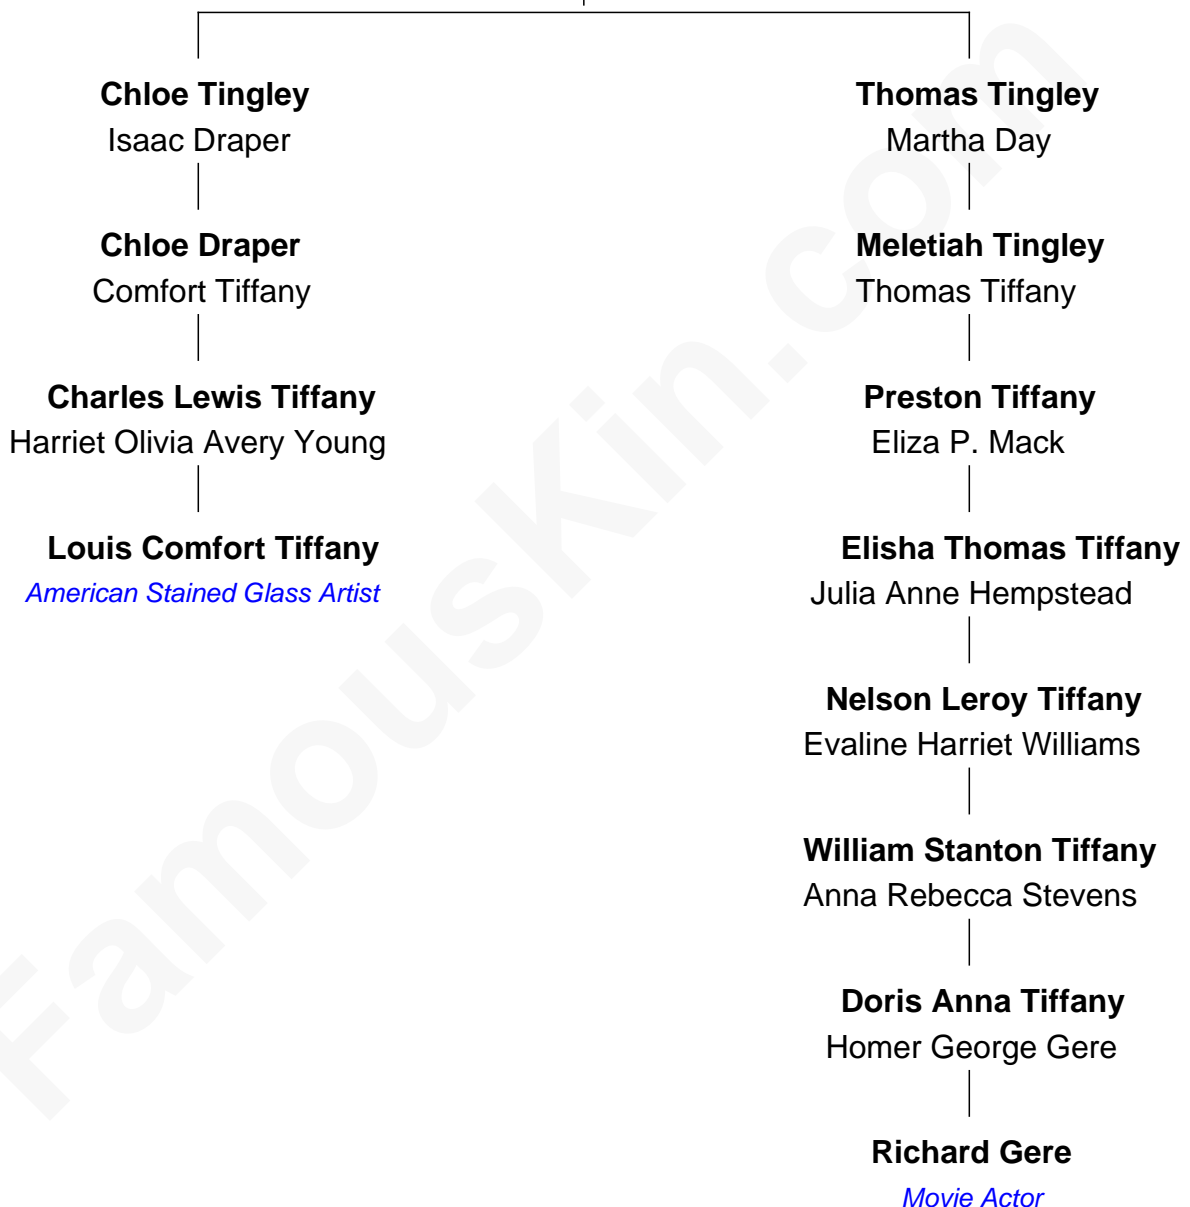 Chloe Tingley
Isaac Draper
Chloe Draper
Comfort Tiffany
Charles Lewis Tiffany
Harriet Olivia Avery Young
Louis Comfort Tiffany
American Stained Glass Artist
Thomas Tingley
Martha Day
Meletiah Tingley
Thomas Tiffany
Preston Tiffany
Eliza P. Mack
Elisha Thomas Tiffany
Julia Anne Hempstead
Nelson Leroy Tiffany
Evaline Harriet Williams
William Stanton Tiffany
Anna Rebecca Stevens
Doris Anna Tiffany
Homer George Gere
Richard Gere
Movie Actor
FamousKin.com